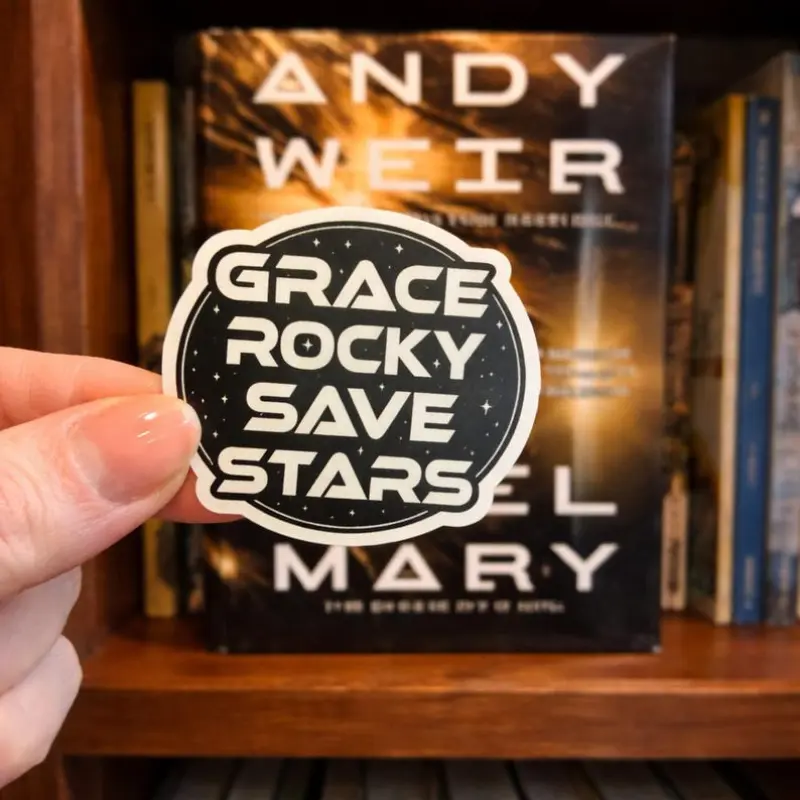 ANDY
WEIR
GRACE
ROCKY
SAVE
STARS
EL
MARY